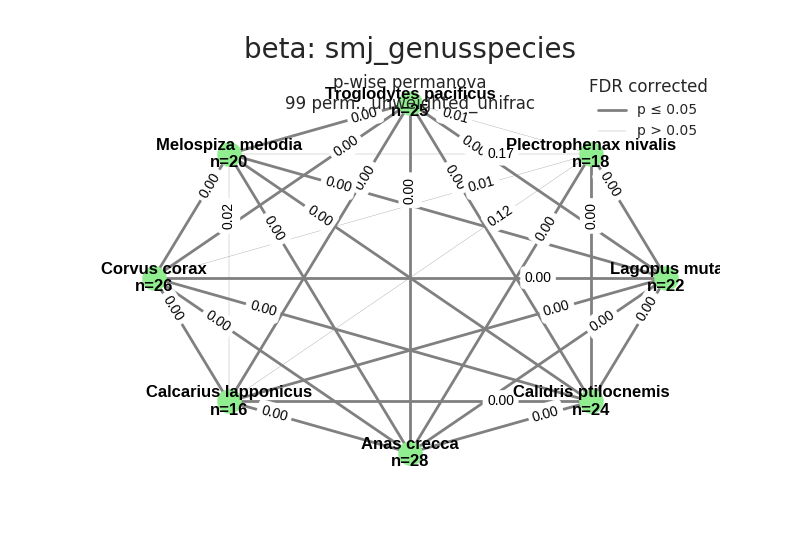 beta: smj_genusspecies
p-wise permanova
99 perm., unweighted_unifrac
FDR corrected
p ≤ 0.05
p > 0.05
Troglodytes pacificus
n=25
0.00
0.01
Melospiza melodia
n=20
0.00
0.00
0.17
Plectrophenax nivalis
n=18
0.00
0.00
0.00
0.00
0.00
0.01
0.00
0.02
0.00
0.00
0.12
0.00
0.00
Corvus corax
n=26
0.00
Lagopus muta
n=22
0.00
0.00
0.00
0.00
0.00
0.00
Calcarius lapponicus
n=16
0.00
0.00
0.00
Calidris ptilocnemis
n=24
Anas crecca
n=28